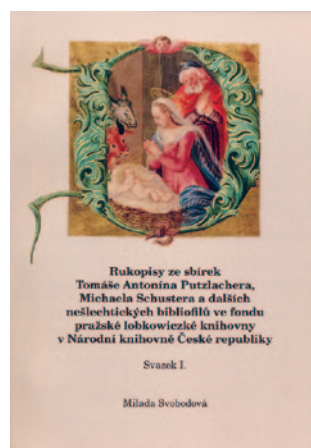 Rukopisy ze sbírek
Tomáše Antonína Putzlachera,
Michaela Schustera a dalších
nešlechtických bibliofilů ve fondu
pražské lobkowiczké knihovny
v Národní knihovně České republiky
Svazek I.
Milada Svobodová